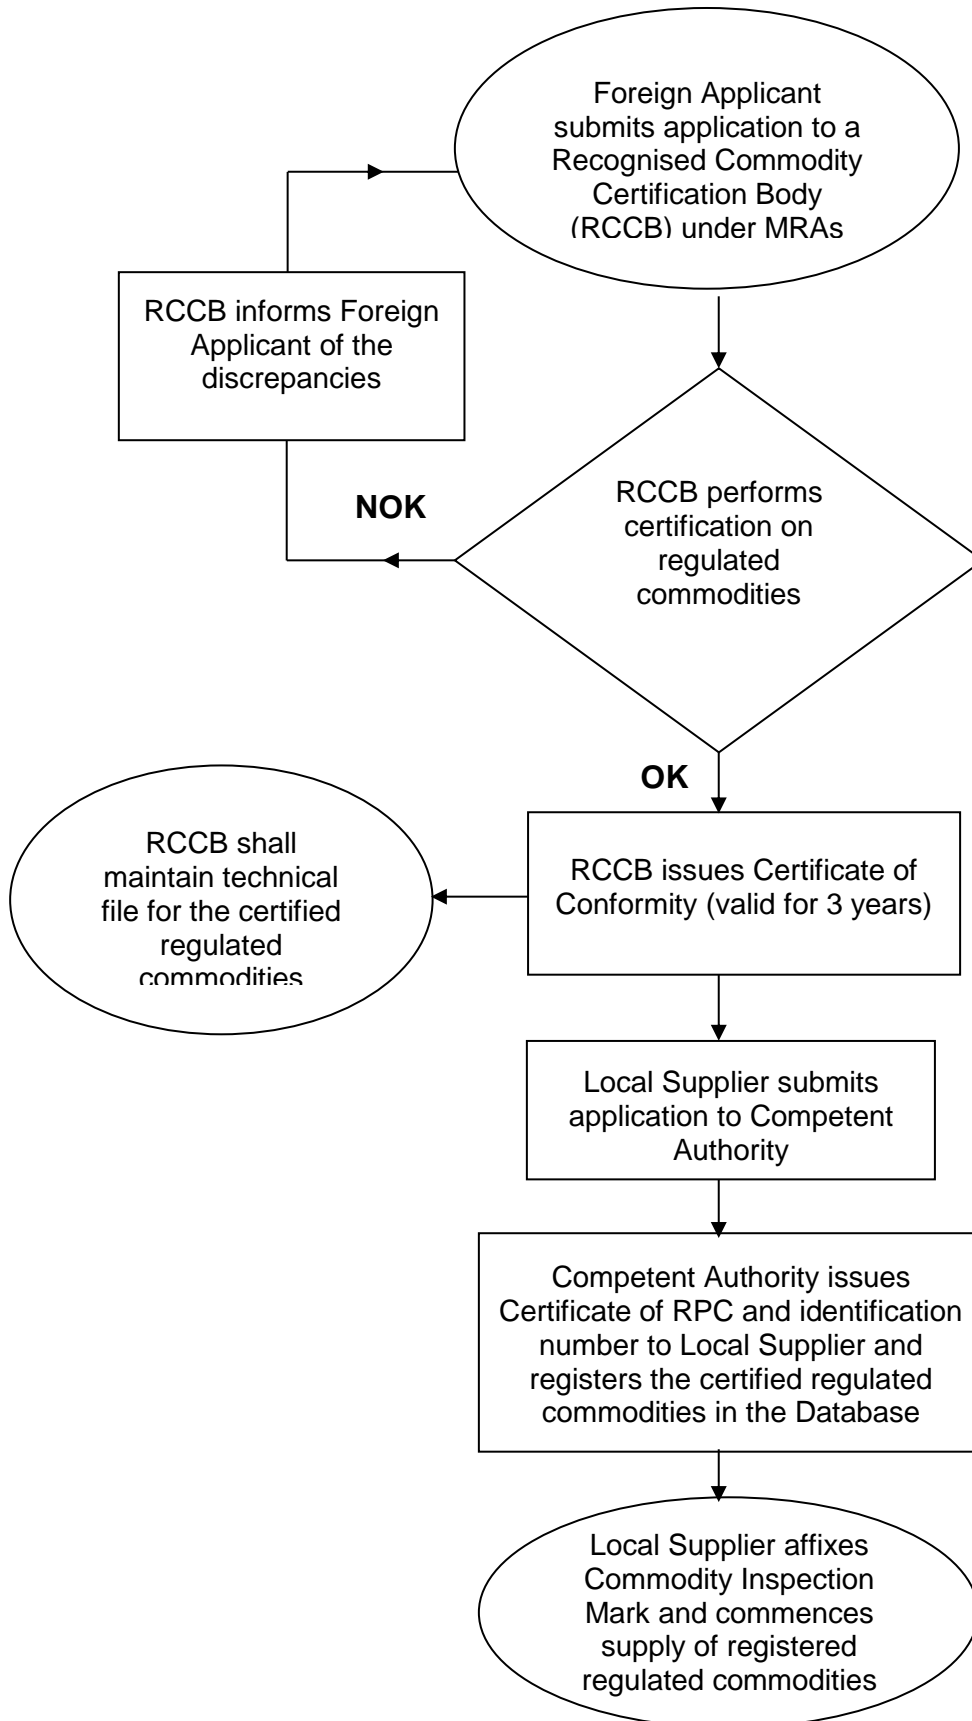 Foreign Applicant
submits application to a
Recognised Commodity
Certification Body
(RCCB) under MRAs
RCCB informs Foreign
Applicant of the
discrepancies
NOK
RCCB performs
certification on
regulated
commodities
OK
RCCB shall
maintain technical
file for the certified
regulated
commodities
RCCB issues Certificate of
Conformity (valid for 3 years)
Local Supplier submits
application to Competent
Authority
Competent Authority issues
Certificate of RPC and identification
number to Local Supplier and
registers the certified regulated
commodities in the Database
Local Supplier affixes
Commodity Inspection
Mark and commences
supply of registered
regulated commodities